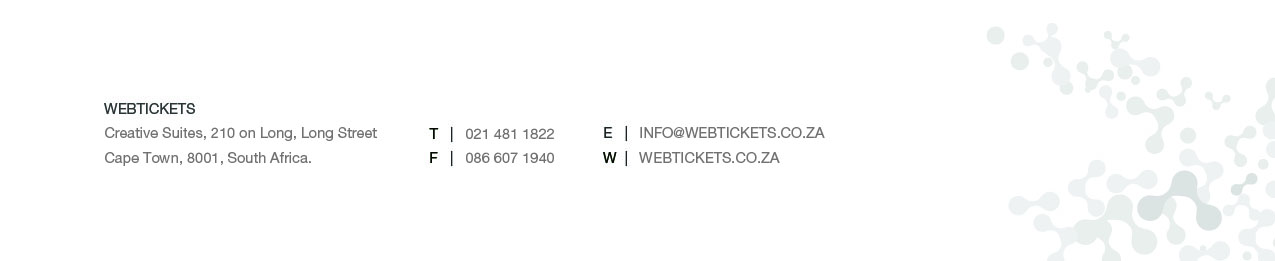 WEBTICKETS
Creative Suites, 210 on Long, Long Street
Cape Town, 8001, South Africa.
T | 021 481 1822
F | 086 607 1940
E | INFO@WEBTICKETS.CO.ZA
W | WEBTICKETS.CO.ZA